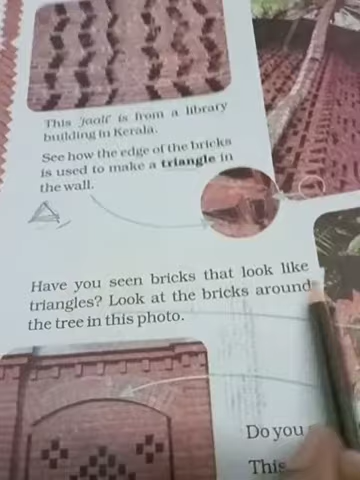 This 'jaali' is from a library
building in Kerala.
See how the edge of the bricks
is used to make a triangle in
the wall.
Have you seen bricks that look like
triangles? Look at the bricks around
the tree in this photo.
Do you
This